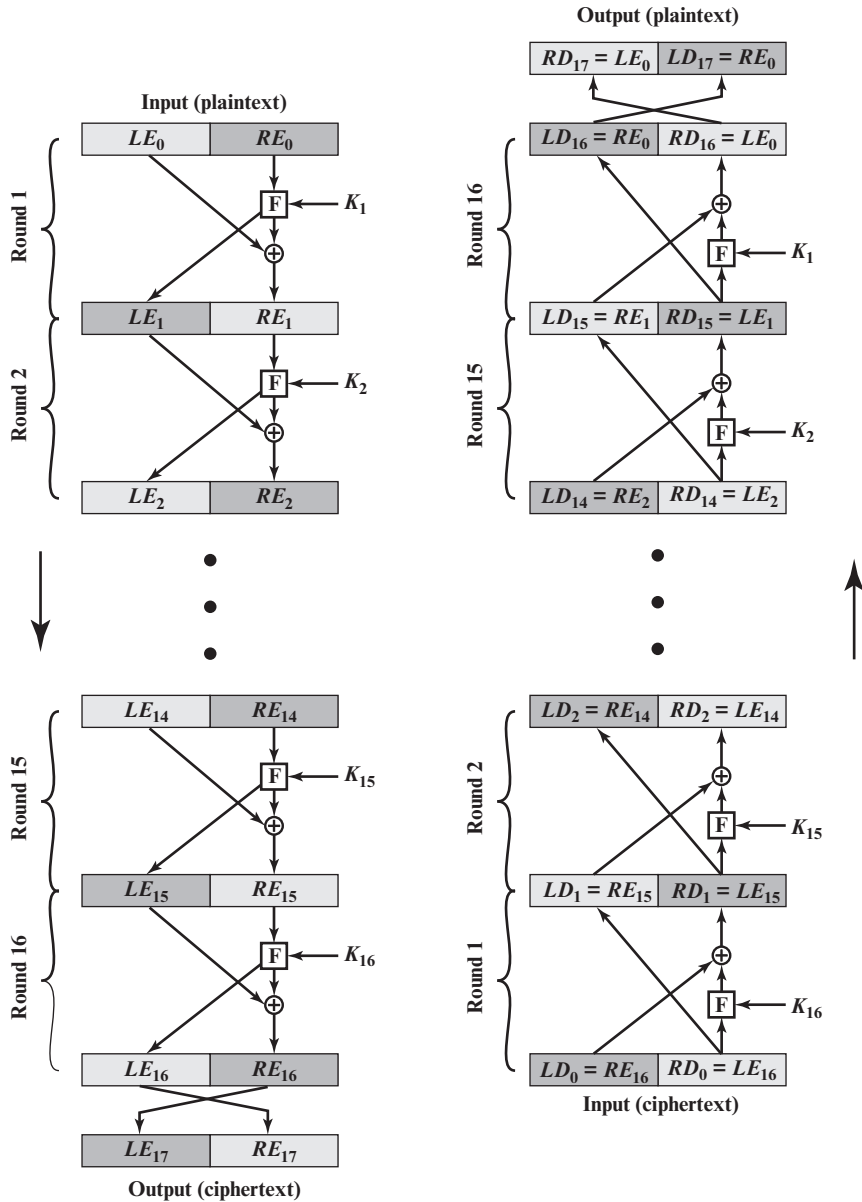 Input (plaintext)
LE₀ RE₀
Round 1
F
K₁
+
LE₁ RE₁
Round 2
F
K₂
+
LE₂ RE₂
LE₁₄ RE₁₄
Round 15
F
K₁₅
+
LE₁₅ RE₁₅
Round 16
F
K₁₆
+
LE₁₆ RE₁₆
LE₁₇ RE₁₇
Output (ciphertext)
Output (plaintext)
RD₁₇ = LE₀ LD₁₇ = RE₀
LD₁₆ = RE₀ RD₁₆ = LE₀
Round 16
+
F
K₁
LD₁₅ = RE₁ RD₁₅ = LE₁
Round 15
+
F
K₂
LD₁₄ = RE₂ RD₁₄ = LE₂
LD₂ = RE₁₄ RD₂ = LE₁₄
Round 2
+
F
K₁₅
LD₁ = RE₁₅ RD₁ = LE₁₅
Round 1
+
F
K₁₆
LD₀ = RE₁₆ RD₀ = LE₁₆
Input (ciphertext)